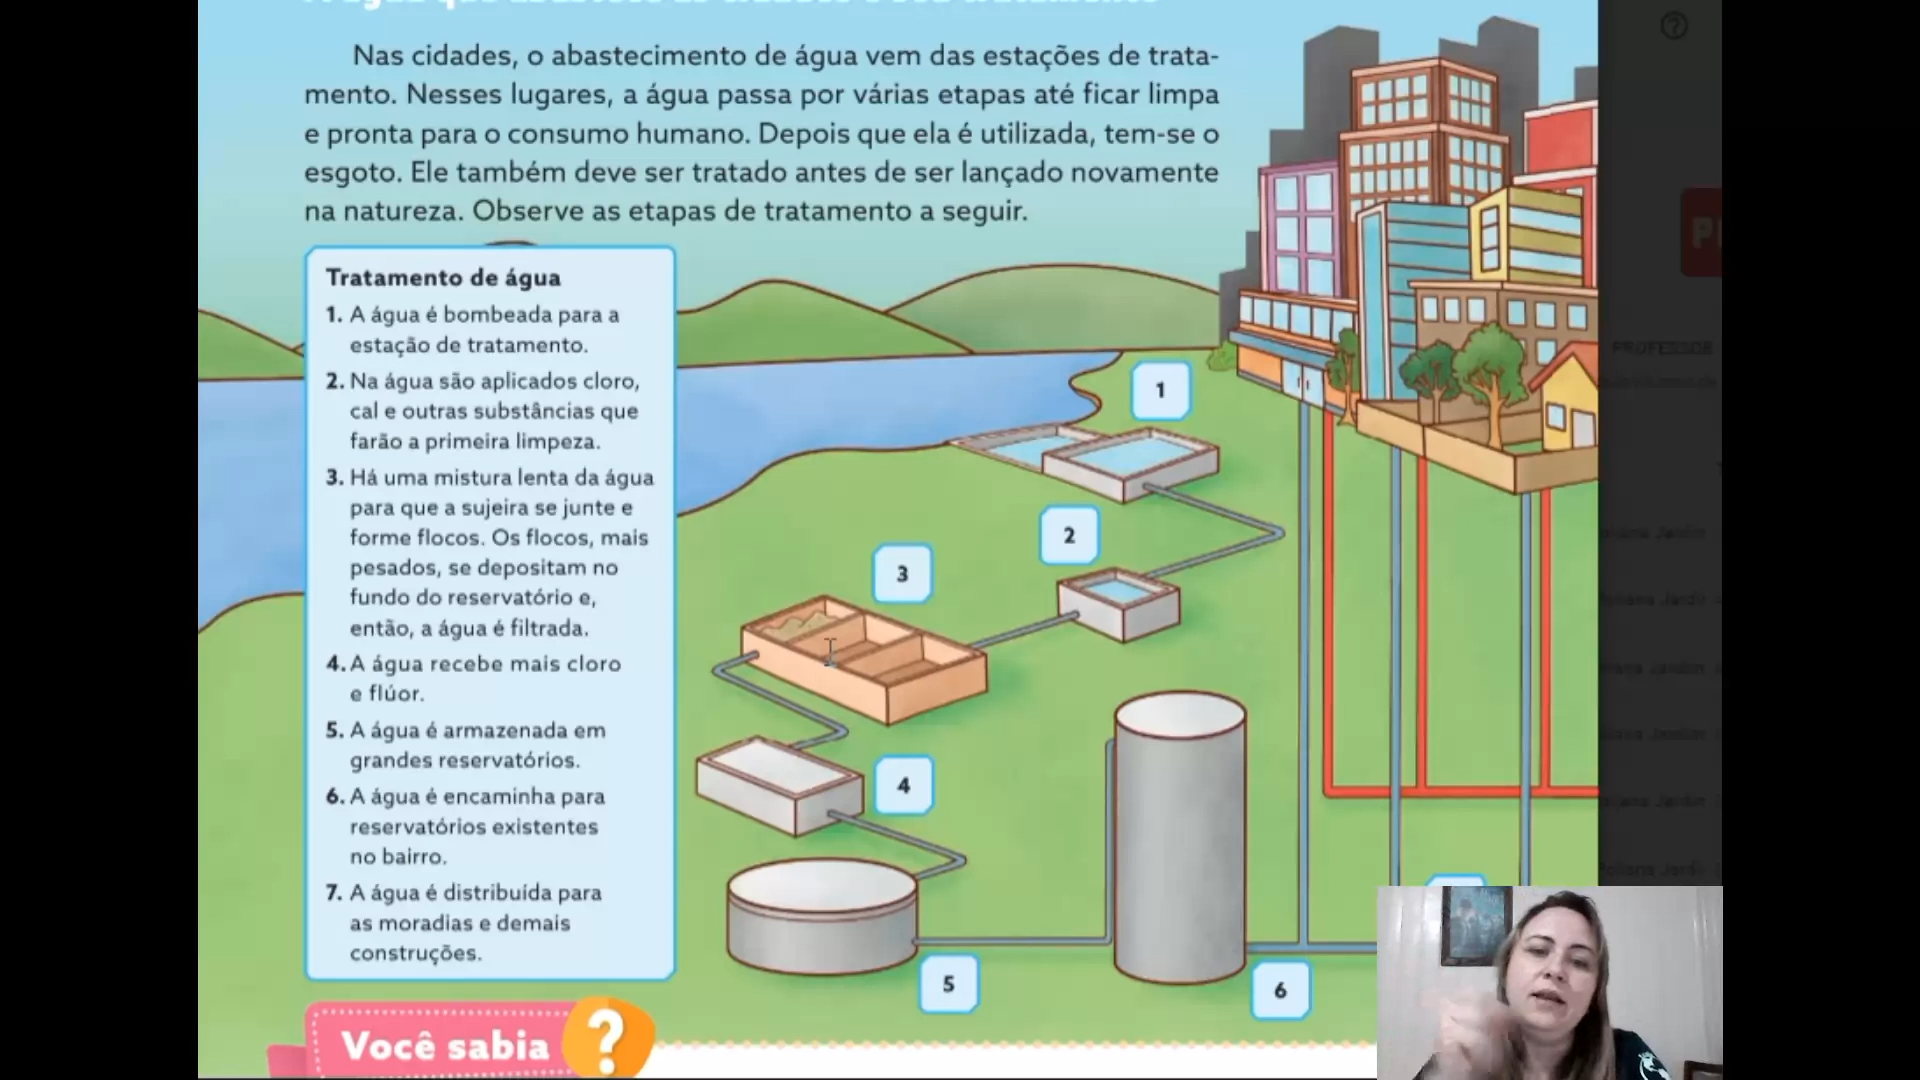 Nas cidades, o abastecimento de água vem das estações de trata-
mento. Nesses lugares, a água passa por várias etapas até ficar limpa
e pronta para o consumo humano. Depois que ela é utilizada, tem-se o
esgoto. Ele também deve ser tratado antes de ser lançado novamente
na natureza. Observe as etapas de tratamento a seguir.
Tratamento de água
1. A água é bombeada para a
estação de tratamento.
2. Na água são aplicados cloro,
cal e outras substâncias que
farão a primeira limpeza.
3. Há uma mistura lenta da água
para que a sujeira se junte e
forme flocos. Os flocos, mais
pesados, se depositam no
fundo do reservatório e,
então, a água é filtrada.
4. A água recebe mais cloro
e flúor.
5. A água é armazenada em
grandes reservatórios.
6. A água é encaminha para
reservatórios existentes
no bairro.
7. A água é distribuída para
as moradias e demais
construções.
1
2
3
4
5
6
Você sabia
?
PROFESSOR